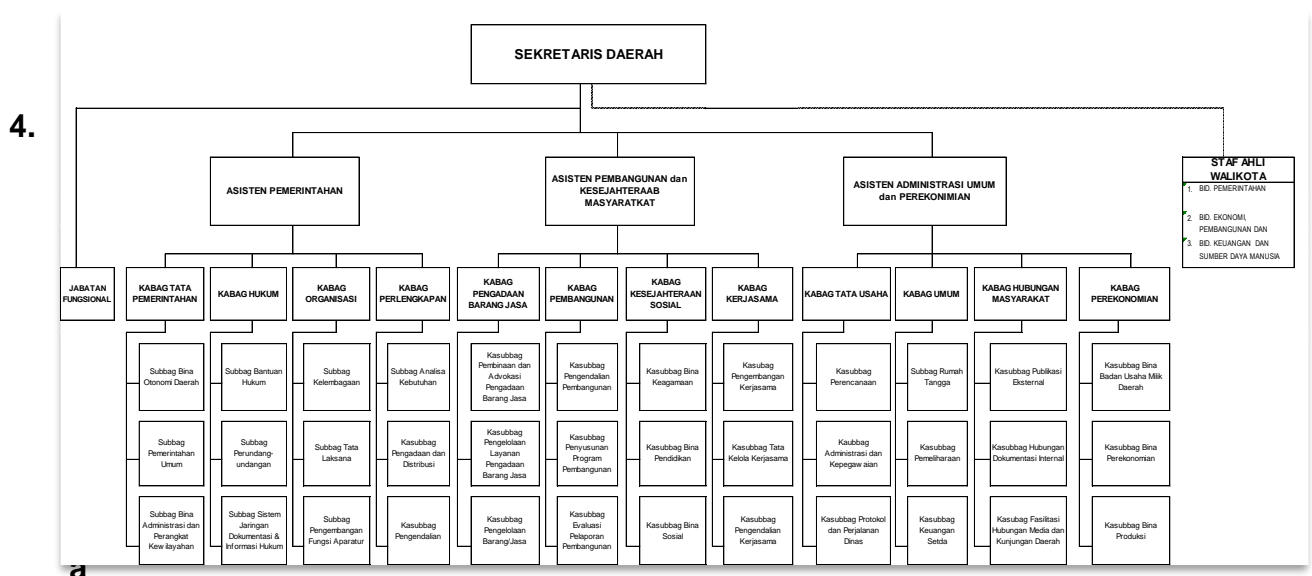 SEKRETARIS DAERAH
4.
ASISTEN PEMERINTAHAN
ASISTEN PEMBANGUNAN dan
KESEJAHTERAAB
MASYARATKAT
ASISTEN ADMINISTRASI UMUM
dan PEREKONIMIAN
STAF AHLI
WALIKOTA
1. BID. PEMERINTAHAN
2. BID. EKONOMI,
PEMBANGUNAN DAN
3. BID. KEUANGAN DAN
SUMBER DAYA MANUSIA
JABATAN
FUNGSIONAL
KABAG TATA
PEMERINTAHAN
KABAG HUKUM
KABAG
ORGANISASI
KABAG
PERLENGKAPAN
KABAG
PENGADAAN
BARANG JASA
KABAG
PEMBANGUNAN
KABAG
KESEJAHTERAAN
SOSIAL
KABAG
KERJASAMA
KABAG TATA USAHA
KABAG UMUM
KABAG HUBUNGAN
MASYARAKAT
KABAG
PEREKONOMIAN
Subbag Bina
Otonomi Daerah
Subbag Bantuan
Hukum
Subbag
Kelembagaan
Subbag Analisa
Kebutuhan
Kasubbag
Pembinaan dan
Advokasi
Pengadaan
Barang Jasa
Kasubbag
Pengendalian
Pembangunan
Kasubbag Bina
Keagamaan
Kasubag
Pengembangan
Kerjasama
Kasubbag
Perencanaan
Subbag Rumah
Tangga
Kasubbag Publikasi
Eksternal
Kasubbag Bina
Badan Usaha Milik
Daerah
Subbag
Pemerintahan
Umum
Subbag
Perundang-
undangan
Subbag Tata
Laksana
Kasubbag
Pengadaan dan
Distribusi
Kasubbag
Pengelolaan
Layanan
Pengadaan
Barang Jasa
Kasubbag
Penyusunan
Program
Pembangunan
Kasubbag Bina
Pendidikan
Kasubbag Tata
Kelola Kerjasama
Kaubbag
Administrasi dan
Kepegawaian
Kasubbag
Pemeliharaan
Kasubbag Hubungan
Dokumentasi Internal
Kasubbag Bina
Perekonomian
Subbag Bina
Administrasi dan
Perangkat
Kewilayahan
Subbag Sistem
Jaringan
Dokumentasi &
Informasi Hukum
Subbag
Pengembangan
Fungsi Aparatur
Kasubbag
Pengendalian
Kasubbag
Pengelolaan
Barang/Jasa
Kasubbag
Evaluasi
Pelaporan
Pembangunan
Kasubbag Bina
Sosial
Kasubbag
Pengendalian
Kerjasama
Kasubbag Protokol
dan Perjalanan
Dinas
Kasubbag
Keuangan
Setda
Kasubag Fasilitasi
Hubungan Media dan
Kunjungan Daerah
Kasubbag Bina
Produksi
a